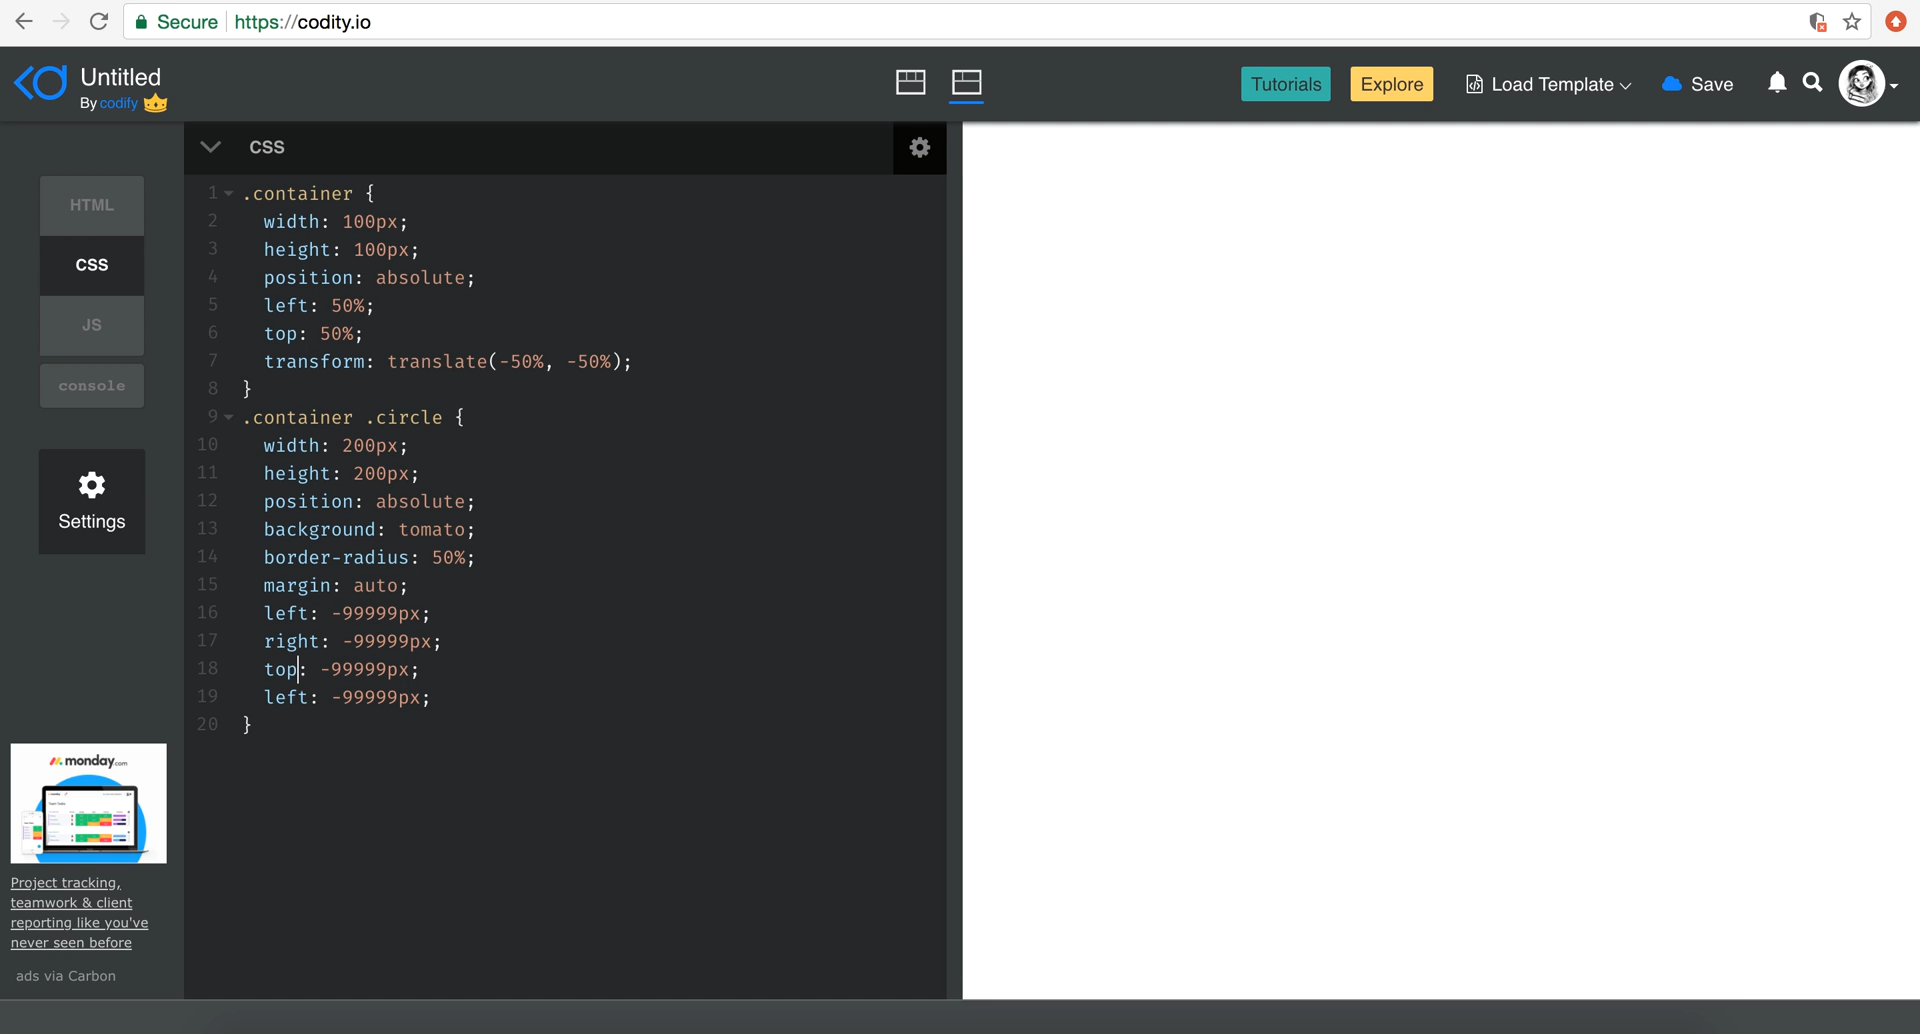 Secure https://codity.io
Untitled
By codify
Tutorials
Explore
Load Template
Save
CSS
HTML
CSS
JS
console
Settings
1 .container {
2 width: 100px;
3 height: 100px;
4 position: absolute;
5 left: 50%;
6 top: 50%;
7 transform: translate(-50%, -50%);
8 }
9 .container .circle {
10 width: 200px;
11 height: 200px;
12 position: absolute;
13 background: tomato;
14 border-radius: 50%;
15 margin: auto;
16 left: -99999px;
17 right: -99999px;
18 top: -99999px;
19 left: -99999px;
20 }
monday.com
Project tracking,
teamwork & client
reporting like you've
never seen before
ads via Carbon